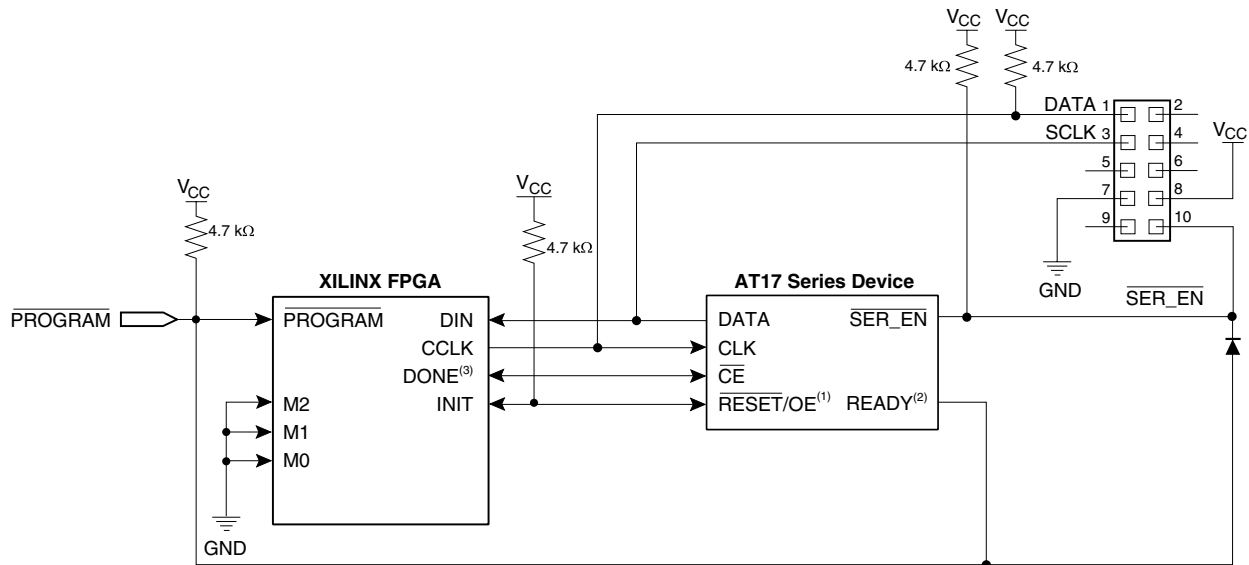 VCC
VCC
4.7 kΩ
4.7 kΩ
DATA 1
2
SCLK 3
4
VCC
5
6
7
8
9
10
VCC
4.7 kΩ
VCC
4.7 kΩ
GND
SER_EN
XILINX FPGA
AT17 Series Device
PROGRAM
PROGRAM
DIN
CCLK
DONE(3)
INIT
M2
M1
M0
GND
DATA
CLK
CE
RESET/OE(1)
SER_EN
READY(2)